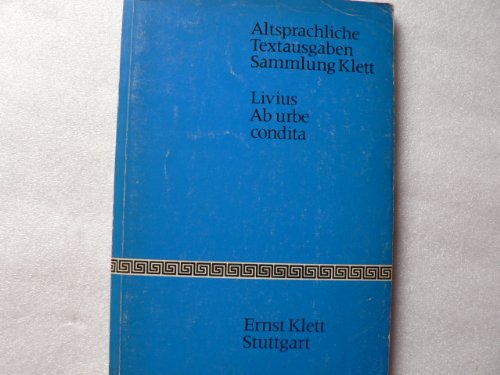 Altsprachliche
Textausgaben
Sammlung Klett
Livius
Ab urbe
condita
Ernst Klett
Stuttgart